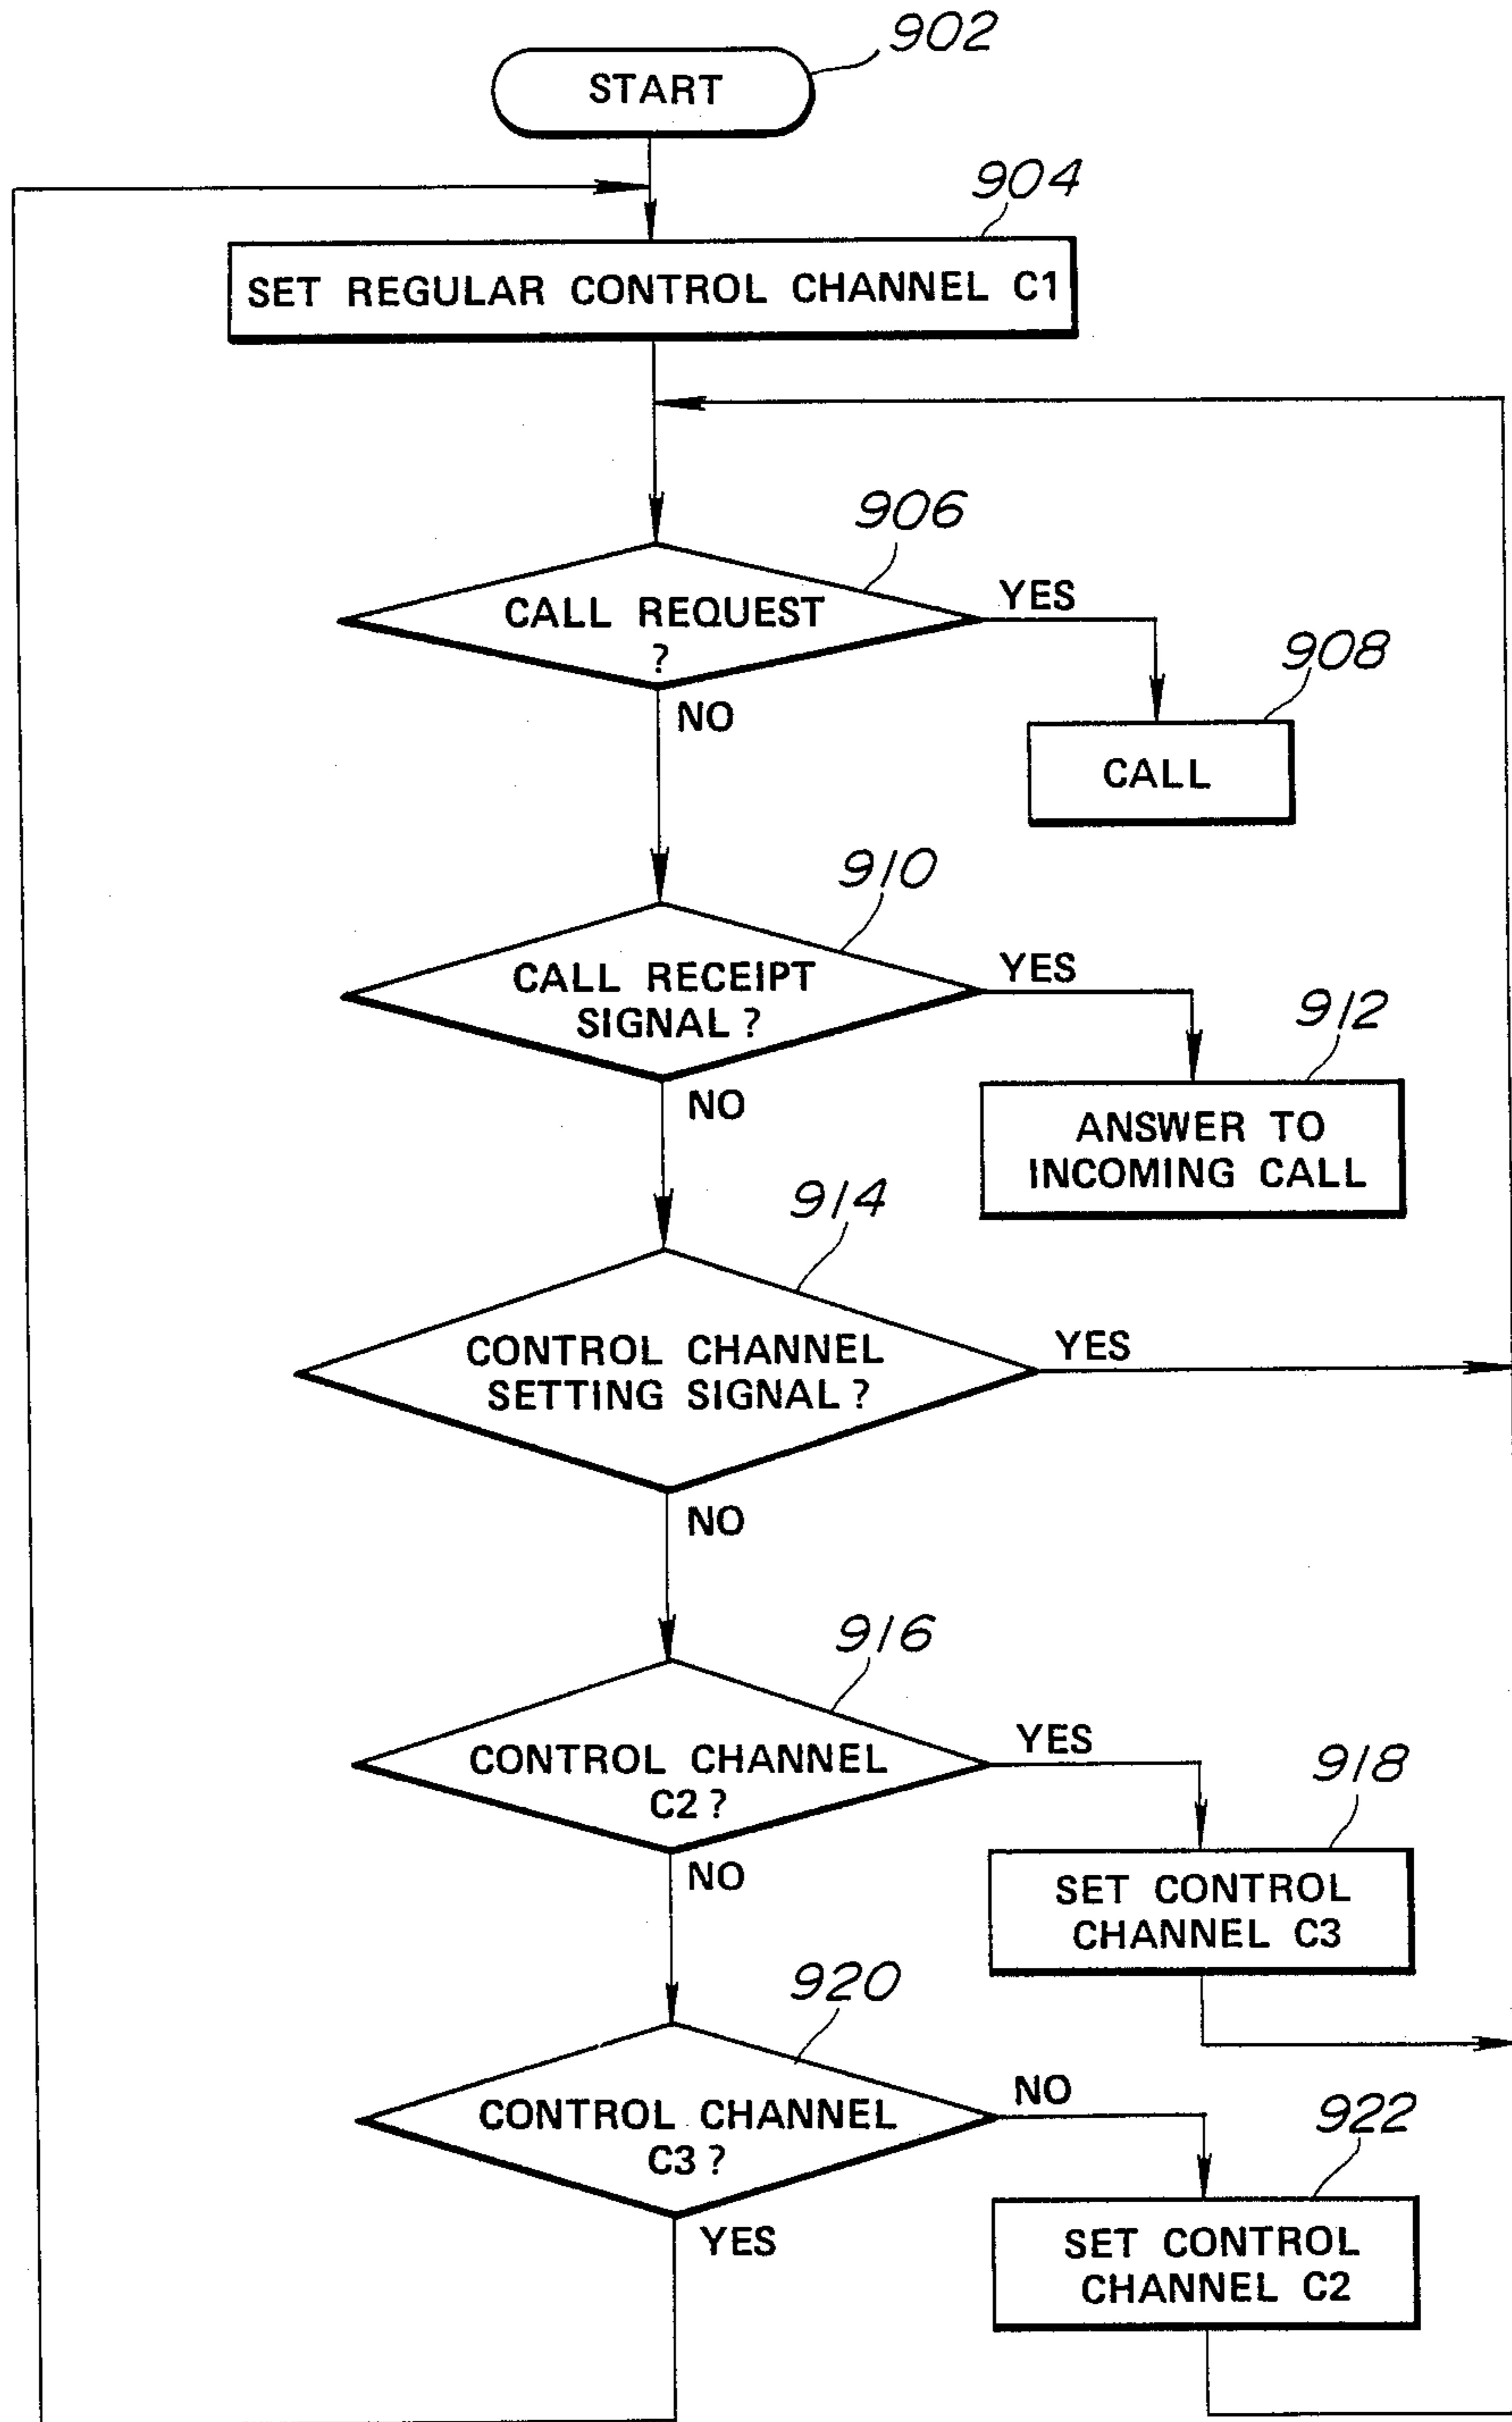 902
START
904
SET REGULAR CONTROL CHANNEL C1
906
CALL REQUEST
?
YES
NO
908
CALL
910
CALL RECEIPT
SIGNAL ?
YES
NO
912
ANSWER TO
INCOMING CALL
914
CONTROL CHANNEL
SETTING SIGNAL ?
YES
NO
916
CONTROL CHANNEL
C2 ?
YES
NO
918
SET CONTROL
CHANNEL C3
920
CONTROL CHANNEL
C3 ?
NO
YES
922
SET CONTROL
CHANNEL C2